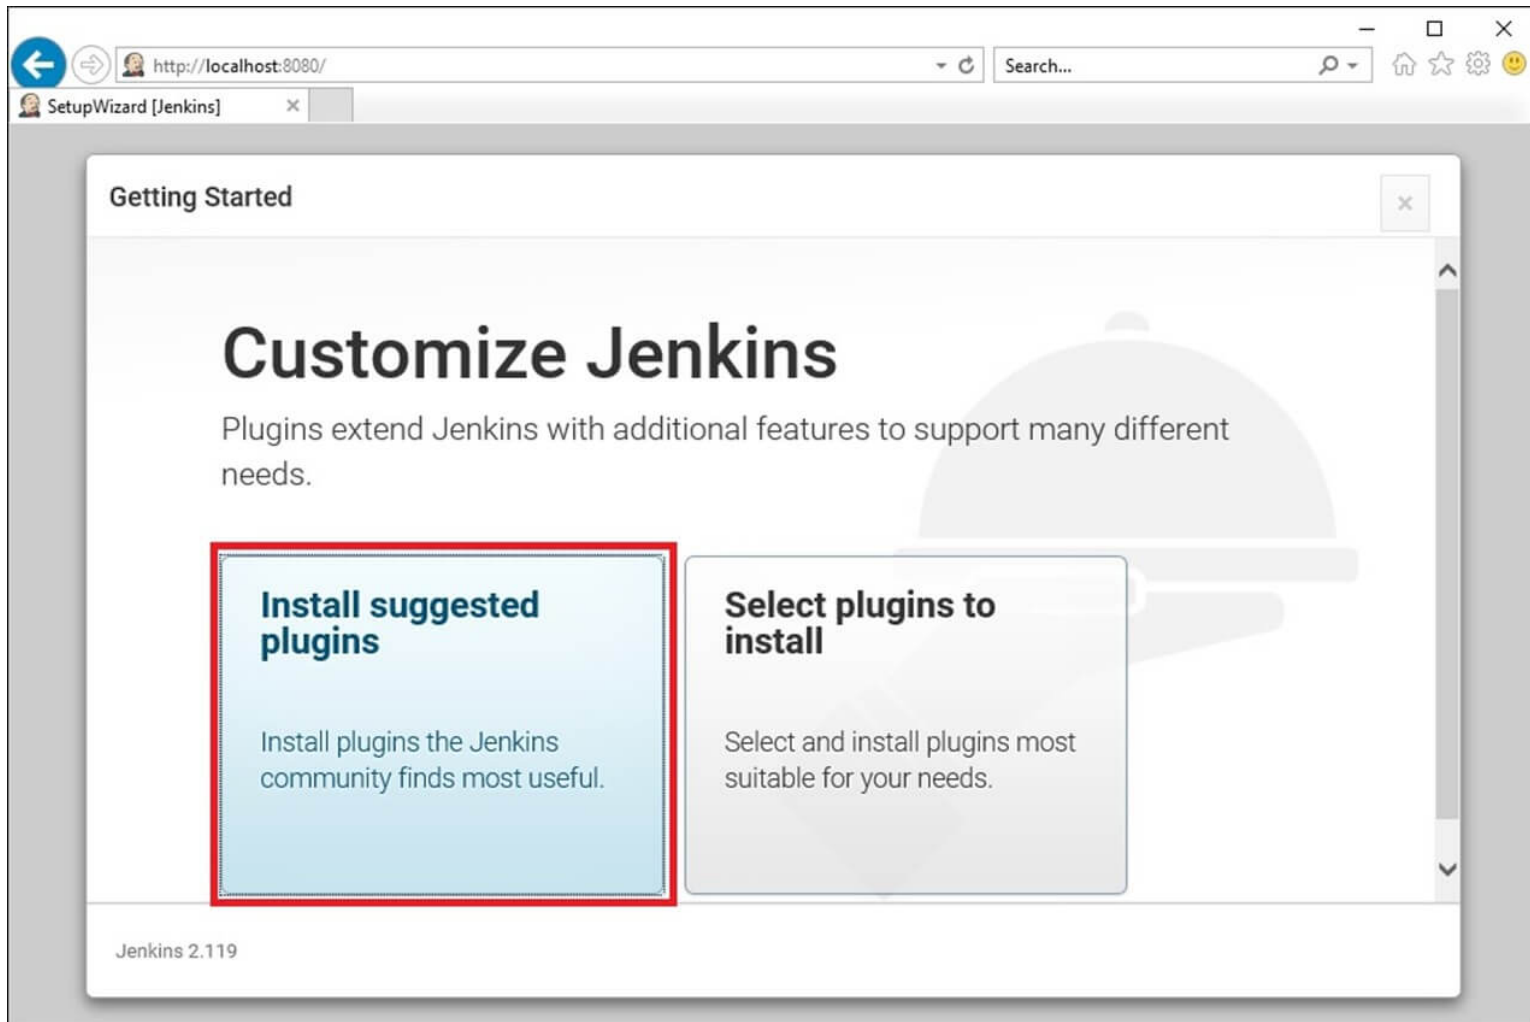 http://localhost:8080/
Search...
SetupWizard [Jenkins]
Getting Started
Customize Jenkins
Plugins extend Jenkins with additional features to support many different
needs.
Install suggested
plugins
Install plugins the Jenkins
community finds most useful.
Select plugins to
install
Select and install plugins most
suitable for your needs.
Jenkins 2.119